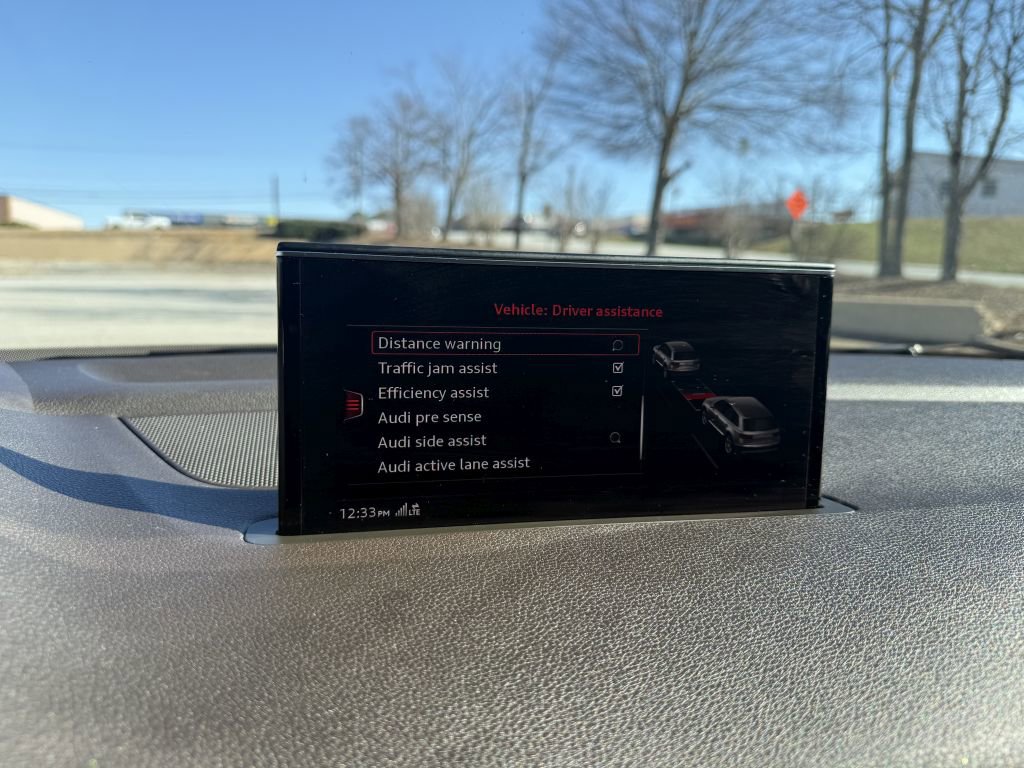 Vehicle: Driver assistance
Distance warning
Traffic jam assist
Efficiency assist
Audi pre sense
Audi side assist
Audi active lane assist
12:33PM LTE